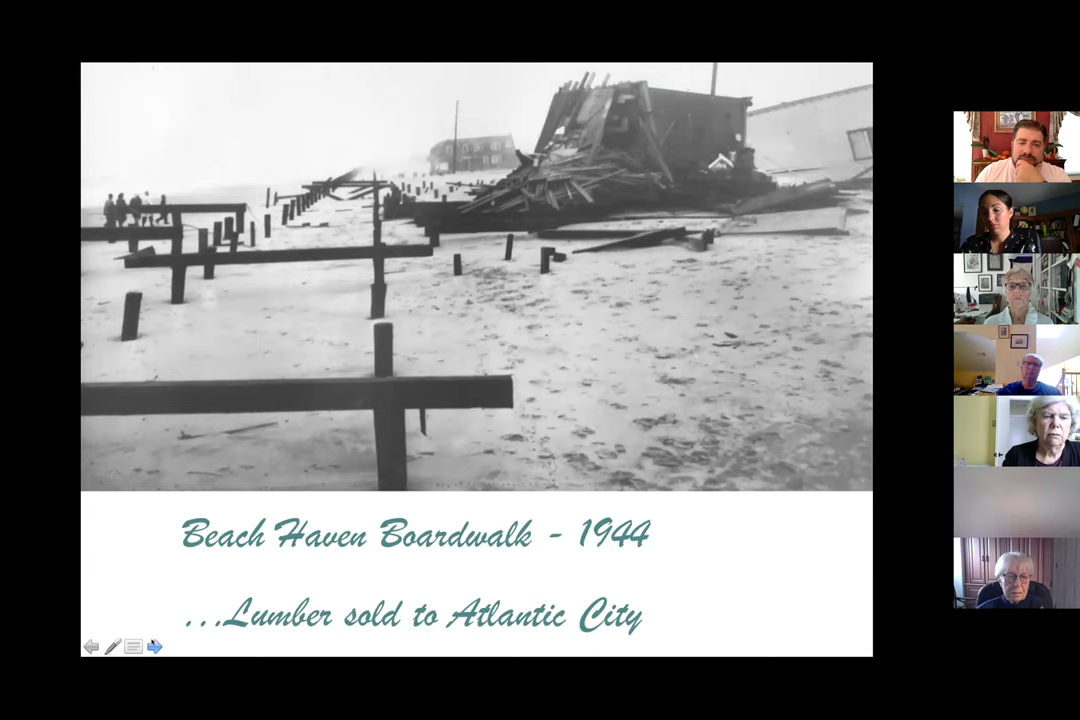 Beach Haven Boardwalk - 1944
...Lumber sold to Atlantic City